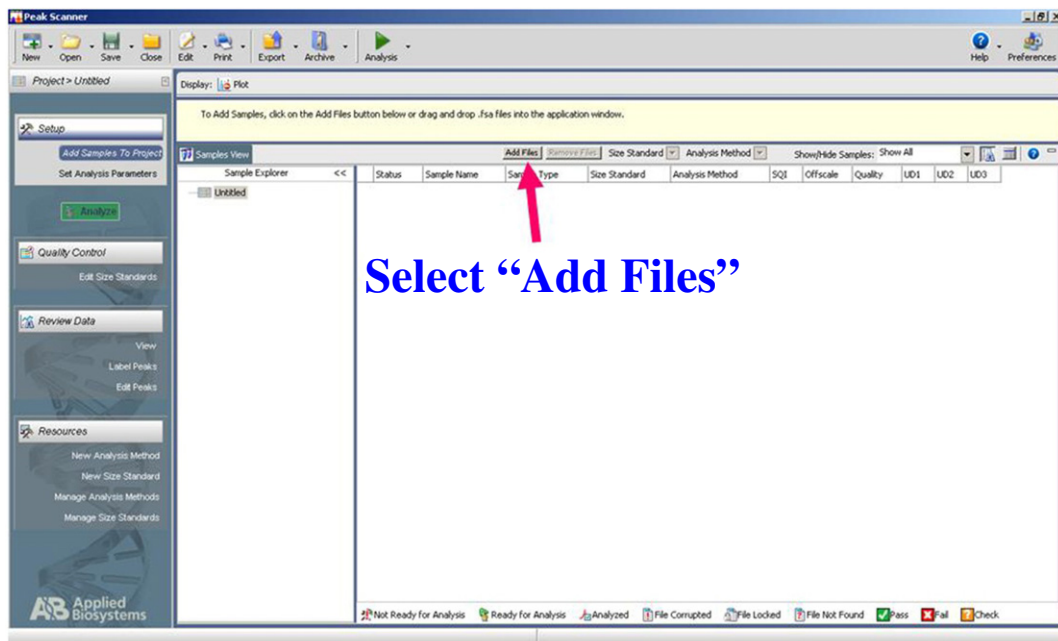 Peak Scanner
New Open Save Close Edit Print Export Archive Analysis Help Preferences
Project > Untitled
Display: Plot
To Add Samples, click on the Add Files button below or drag and drop .fsa files into the application window.
Setup
Add Samples To Project
Set Analysis Parameters
Analyze
Quality Control
Edit Size Standards
Review Data
View
Label Peaks
Edit Peaks
Resources
New Analysis Method
New Size Standard
Manage Analysis Methods
Manage Size Standards
Applied
Biosystems
Samples View Add Files Remove Files Size Standard Analysis Method Show/Hide Samples: Show All
Sample Explorer << Status Sample Name Sample Type Size Standard Analysis Method SQI Offscale Quality UD1 UD2 UD3
Untitled
Select “Add Files”
Not Ready for Analysis Ready for Analysis Analyzed File Corrupted File Locked File Not Found Pass Fail Check